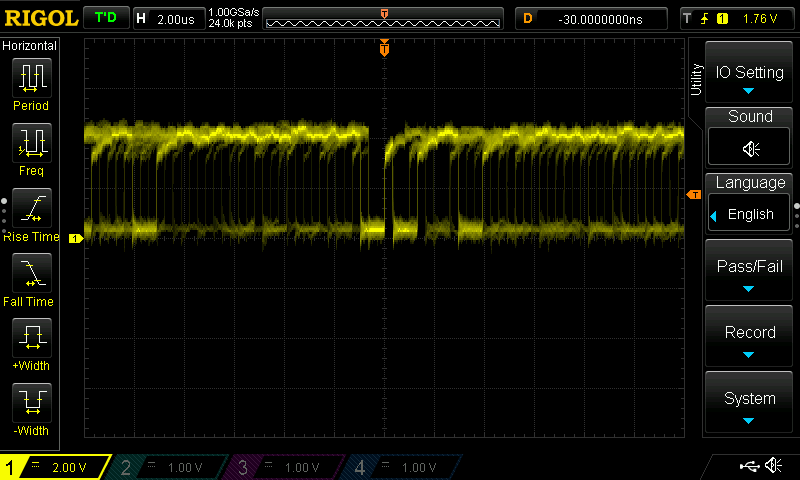 RIGOL T'D H 2.00us 1.00GSa/s 24.0k pts T D -30.0000000ns T 1 1.76 V
Horizontal
Period
Freq
Rise Time
Fall Time
+Width
-Width
T
T
1
Utility
IO Setting
Sound
Language
English
Pass/Fail
Record
System
1 2.00 V 2 1.00 V 3 1.00 V 4 1.00 V